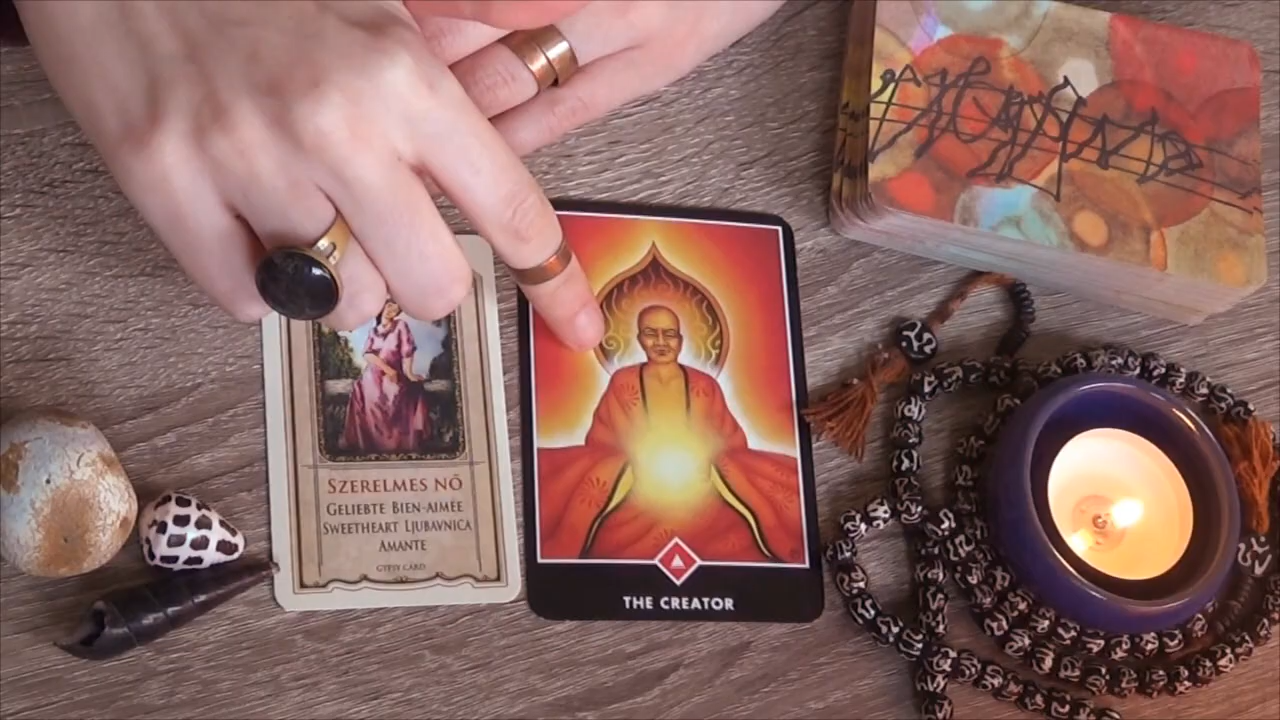 SZERELMES NŐ
GELIEBTE BIEN-AIMÉE
SWEETHEART LJUBAVNICA
AMANTE
GYPSY CARD
THE CREATOR